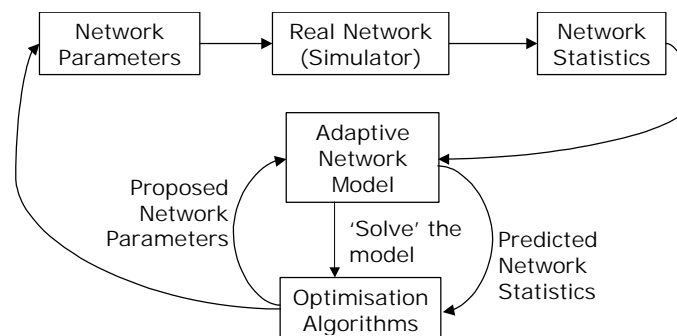 Network
Parameters
Real Network
(Simulator)
Network
Statistics
Adaptive
Network
Model
Proposed
Network
Parameters
‘Solve’ the
model
Predicted
Network
Statistics
Optimisation
Algorithms